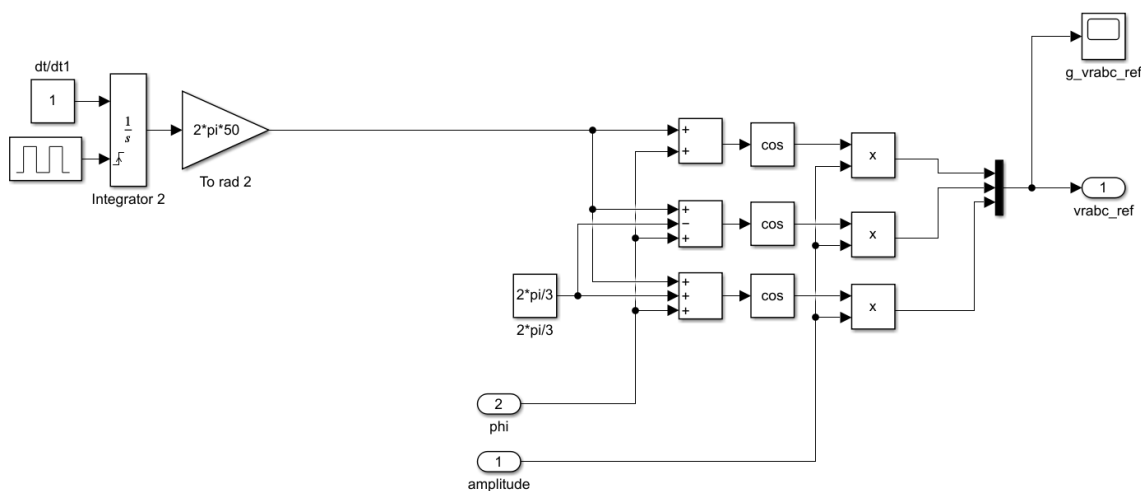 dt/dt1
1
1
s
Integrator 2
2*pi*50
To rad 2
+
+
cos
x
+
−
+
cos
x
2*pi/3
2*pi/3
+
+
+
cos
x
2
phi
1
amplitude
g_vrabc_ref
1
vrabc_ref